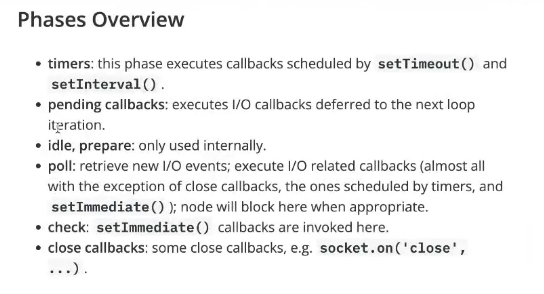 Phases Overview
• timers: this phase executes callbacks scheduled by setTimeout() and
setInterval() .
• pending callbacks: executes I/O callbacks deferred to the next loop
iteration.
• idle, prepare: only used internally.
• poll: retrieve new I/O events; execute I/O related callbacks (almost all
with the exception of close callbacks, the ones scheduled by timers, and
setImmediate() ); node will block here when appropriate.
• check: setImmediate() callbacks are invoked here.
• close callbacks: some close callbacks, e.g. socket.on('close',
...) .